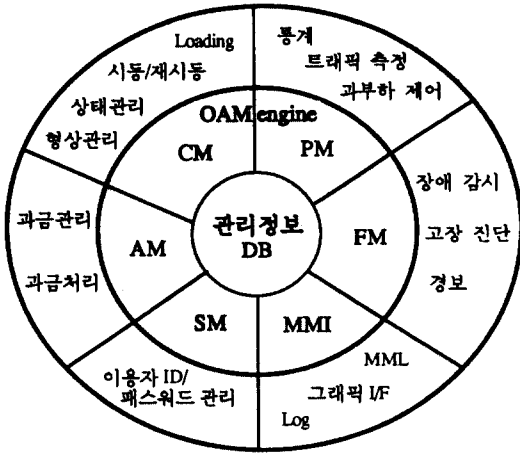 Loading
시동/재시동
상태관리
형상관리
통계
트래픽 측정
과부하 제어
OAM engine
CM
PM
장애 감시
고장 진단
경보
과금관리
과금처리
AM
관리정보
DB
FM
SM
MMI
이용자 ID/
패스워드 관리
MML
그래픽 I/F
Log